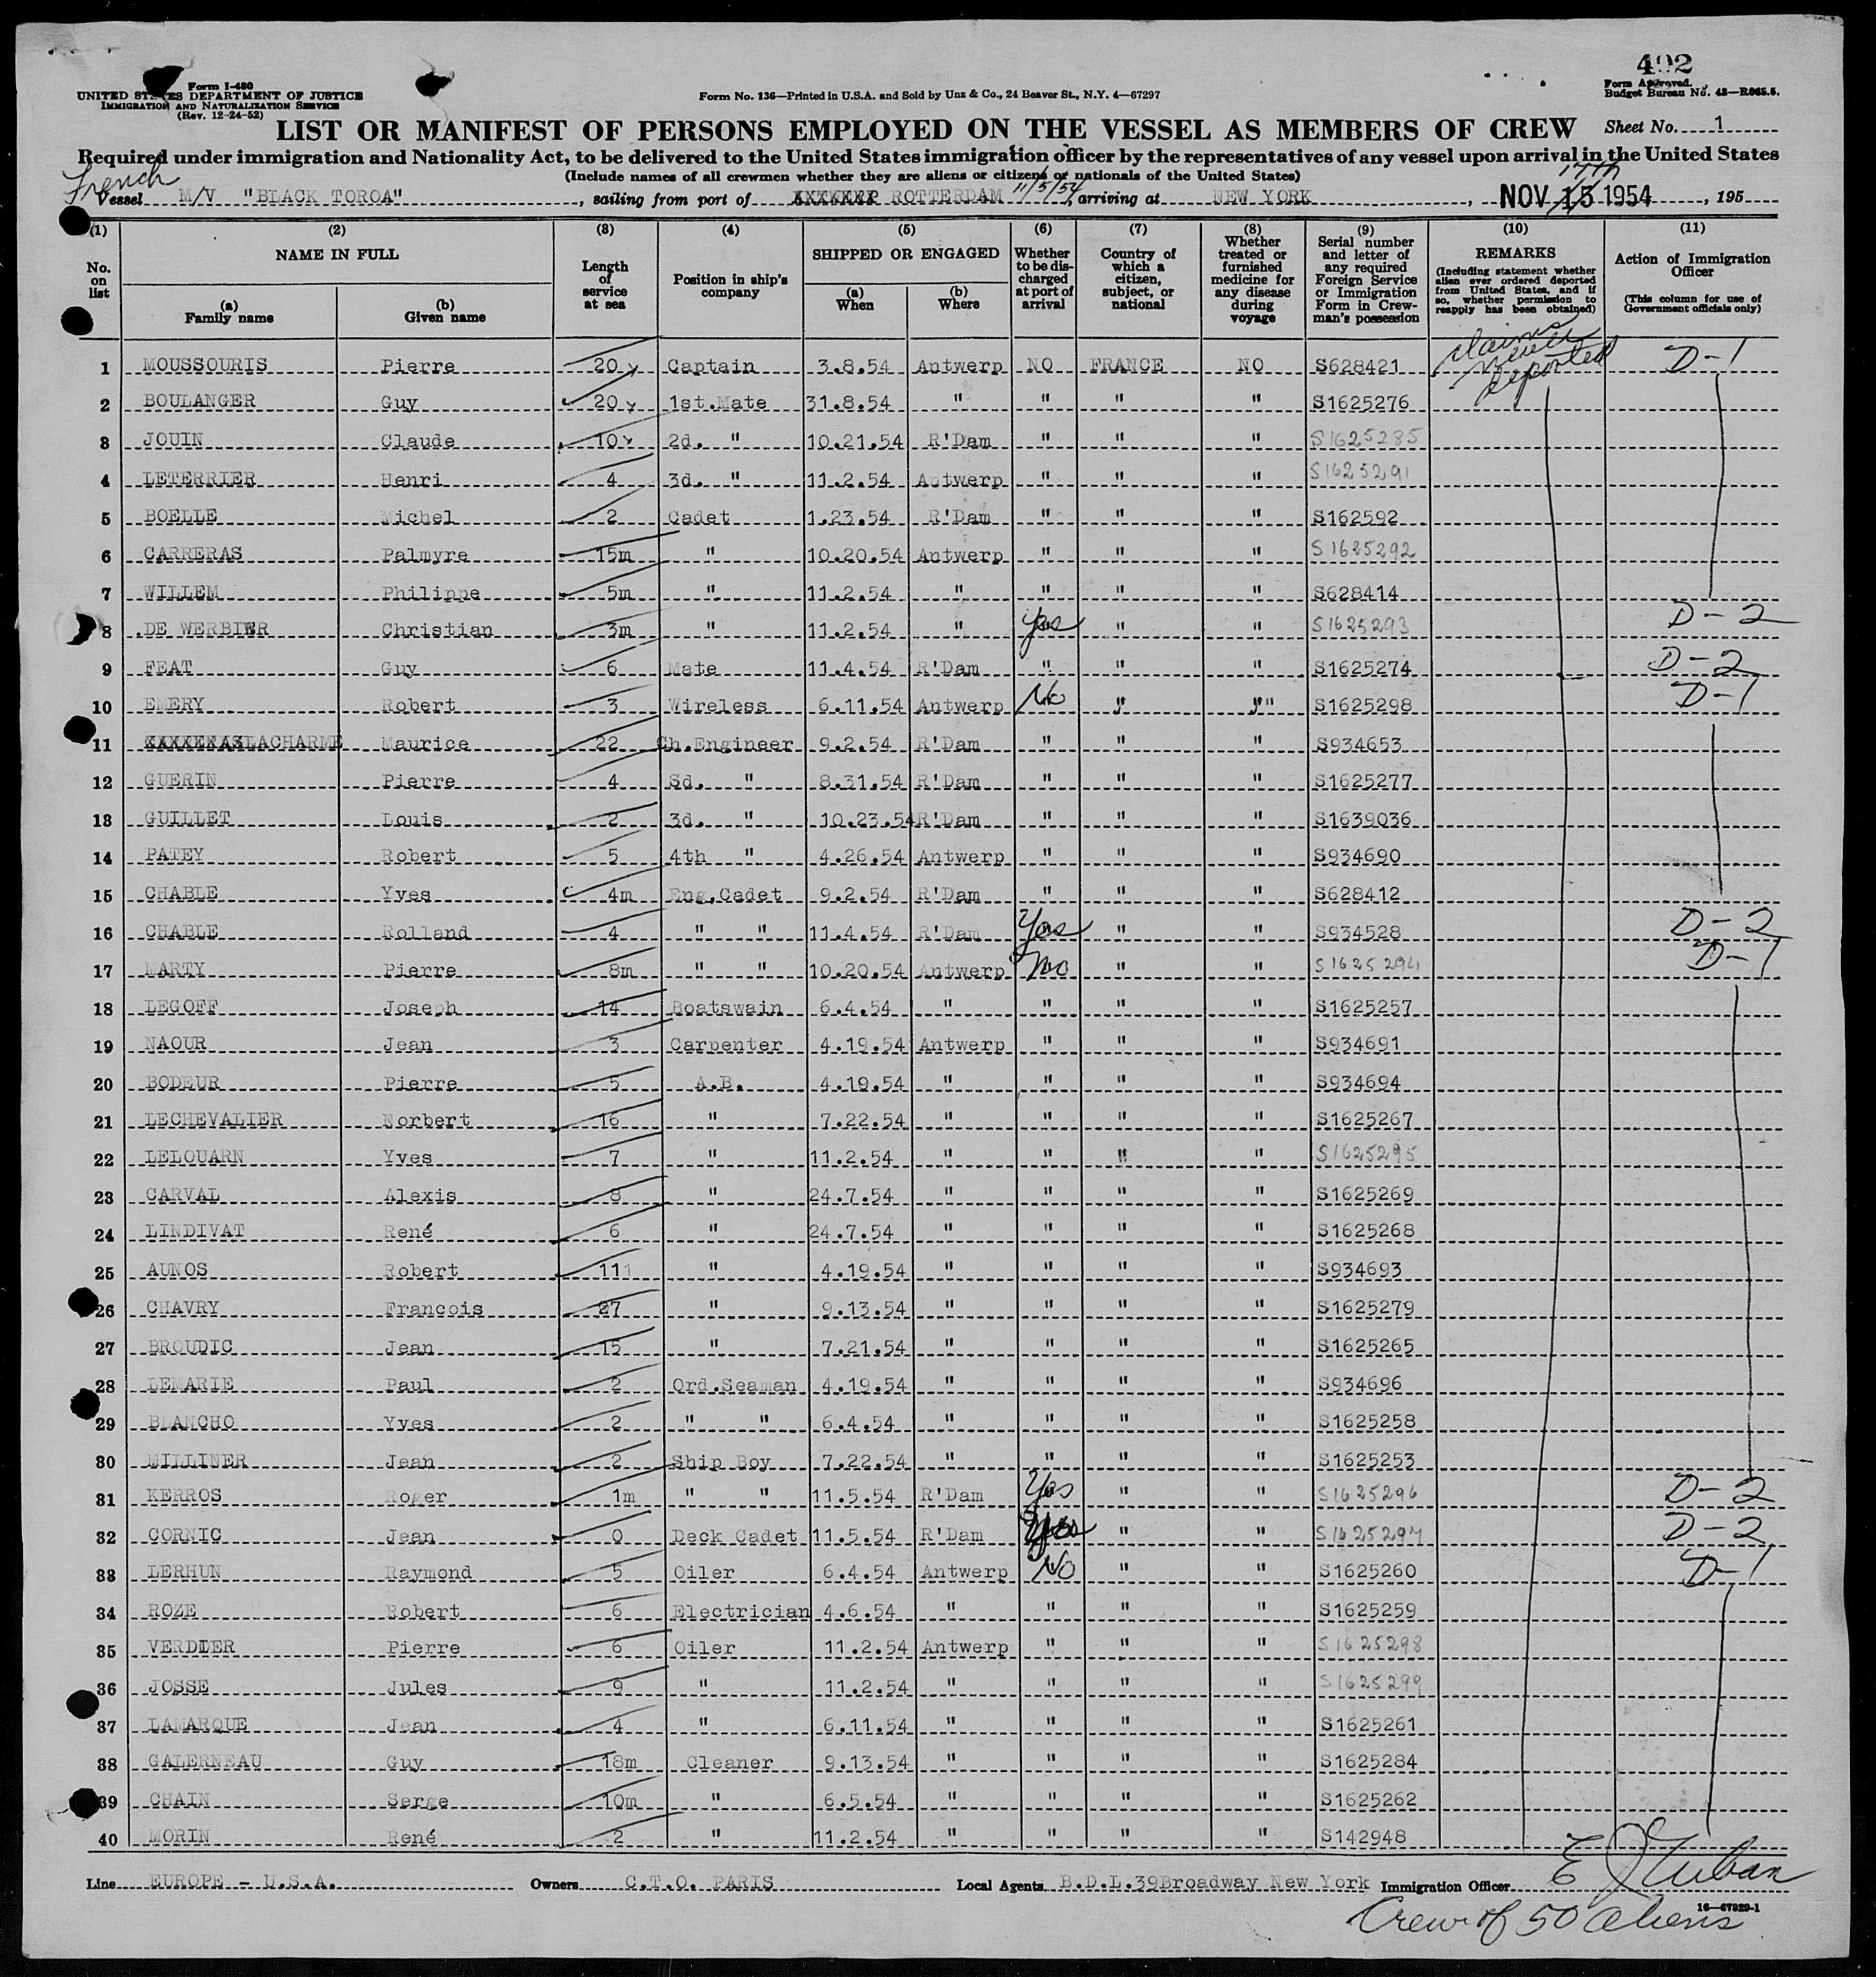 492
Form I-480
UNITED STATES DEPARTMENT OF JUSTICE
IMMIGRATION AND NATURALIZATION SERVICE
(Rev. 12-24-52)
Form No. 136—Printed in U.S.A. and Sold by Unz & Co., 24 Beaver St., N.Y. 4—67297
Form Approved.
Budget Bureau No. 43—R065.5.
LIST OR MANIFEST OF PERSONS EMPLOYED ON THE VESSEL AS MEMBERS OF CREW Sheet No. 1
Required under immigration and Nationality Act, to be delivered to the United States immigration officer by the representatives of any vessel upon arrival in the United States
(Include names of all crewmen whether they are aliens or citizens or nationals of the United States)
French 17th
Vessel M/V "BLACK TOROA" , sailing from port of ROTTERDAM 11/5/54, arriving at NEW YORK , NOV 15 1954 , 195
(1) No. on list (2) NAME IN FULL (a) Family name (b) Given name (3) Length of service at sea (4) Position in ship's company (5) SHIPPED OR ENGAGED (a) When (b) Where (6) Whether to be discharged at port of arrival (7) Country of which a citizen, subject, or national (8) Whether treated or furnished medicine for any disease during voyage (9) Serial number and letter of any required Foreign Service or Immigration Form in Crewman's possession (10) REMARKS (Including statement whether alien ever ordered deported from United States, and if so, whether permission to reapply has been obtained) (11) Action of Immigration Officer (This column for use of Government officials only)
1 MOUSSOURIS Pierre 20y Captain 3.8.54 Antwerp NO FRANCE NO S628421 claims never deported D-1
2 BOULANGER Guy 20y 1st.Mate 31.8.54 " " " " S1625276
3 JOUIN Claude 10y 2d. " 10.21.54 R'Dam " " " S1625285
4 LETERRIER Henri 4 3d. " 11.2.54 Antwerp " " " S1625291
5 BOELLE Michel 2 Cadet 1.23.54 R'Dam " " " S162592
6 CARRERAS Palmyre 15m " 10.20.54 Antwerp " " " S1625292
7 WILLEM Philippe 5m " 11.2.54 " " " " S628414
8 DE WERBIER Christian 3m " 11.2.54 " Yes " " S1625293 D-2
9 FEAT Guy 6 Mate 11.4.54 R'Dam " " " S1625274 D-2
10 EMERY Robert 3 Wireless 6.11.54 Antwerp No " " S1625298 D-1
11 LACHARME Maurice 22 Ch.Engineer 9.2.54 R'Dam " " " S934653
12 GUERIN Pierre 4 Sd. " 8.31.54 R'Dam " " " S1625277
13 GUILLET Louis 2 3d. " 10.23.54 R'Dam " " " S1639036
14 PATEY Robert 5 4th " 4.26.54 Antwerp " " " S934690
15 CHABLE Yves 4m Eng.Cadet 9.2.54 R'Dam " " " S628412
16 CHABLE Rolland 4 " " 11.4.54 R'Dam Yes " " S934528 D-2
17 MARTY Pierre 8m " " 10.20.54 Antwerp No " " S1625294 D-1
18 LEGOFF Joseph 14 Boatswain 6.4.54 " " " " S1625257
19 NAOUR Jean 3 Carpenter 4.19.54 Antwerp " " " S934691
20 BODEUR Pierre 5 A.B. 4.19.54 " " " " S934694
21 LECHEVALIER Norbert 16 " 7.22.54 " " " " S1625267
22 LELOUARN Yves 7 " 11.2.54 " " " " S1625295
23 CARVAL Alexis 8 " 24.7.54 " " " " S1625269
24 LINDIVAT René 6 " 24.7.54 " " " " S1625268
25 AUNOS Robert 111 " 4.19.54 " " " " S934693
26 CHAVRY Francois 27 " 9.13.54 " " " " S1625279
27 BROUDIC Jean 15 " 7.21.54 " " " " S1625265
28 LEMARIE Paul 2 Ord.Seaman 4.19.54 " " " " S934696
29 BLANCHO Yves 2 " " 6.4.54 " " " " S1625258
30 MILLINER Jean 2 Ship Boy 7.22.54 " " " " S1625253
31 KERROS Roger 1m " " 11.5.54 R'Dam Yes " " S1625296 D-2
32 CORNIC Jean 0 Deck Cadet 11.5.54 R'Dam Yes " " S1625297 D-2
33 LERHUN Raymond 5 Oiler 6.4.54 Antwerp NO " " S1625260 D-1
34 ROZE Robert 6 Electrician 4.6.54 " " " " S1625259
35 VERDIER Pierre 6 Oiler 11.2.54 Antwerp " " " S1625298
36 JOSSE Jules 9 " 11.2.54 " " " " S1625299
37 LAMARQUE Jean 4 " 6.11.54 " " " " S1625261
38 GALERNEAU Guy 18m Cleaner 9.13.54 " " " " S1625284
39 CHAIN Serge 10m " 6.5.54 " " " " S1625262
40 MORIN René 2 " 11.2.54 " " " " S142948
Line EUROPE - U.S.A. Owners C.T.O. PARIS Local Agents B.D.L.39Broadway New York Immigration Officer E J
16—67329-1
Crew of 50 aliens